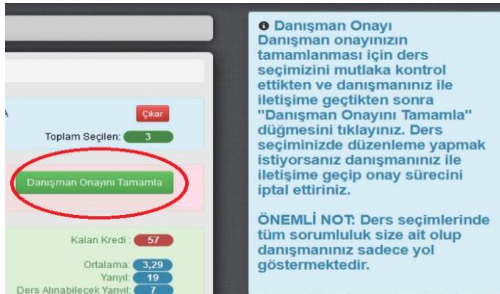 A
Çıkar
Toplam Seçilen: 3
Danışman Onayını Tamamla
Kalan Kredi : 57
Ortalama: 3,29
Yarıyıl: 19
Ders Alınabilecek Yarıyıl: 7
Danışman Onayı
Danışman onayınızın
tamamlanması için ders
seçimizini mutlaka kontrol
ettikten ve danışmanınız ile
iletişime geçtikten sonra
"Danışman Onayını Tamamla"
düğmesini tıklayınız. Ders
seçiminizde düzenleme yapmak
istiyorsanız danışmanınız ile
iletişime geçip onay sürecini
iptal ettiriniz.
ÖNEMLİ NOT: Ders seçimlerinde
tüm sorumluluk size ait olup
danışmanınız sadece yol
göstermektedir.